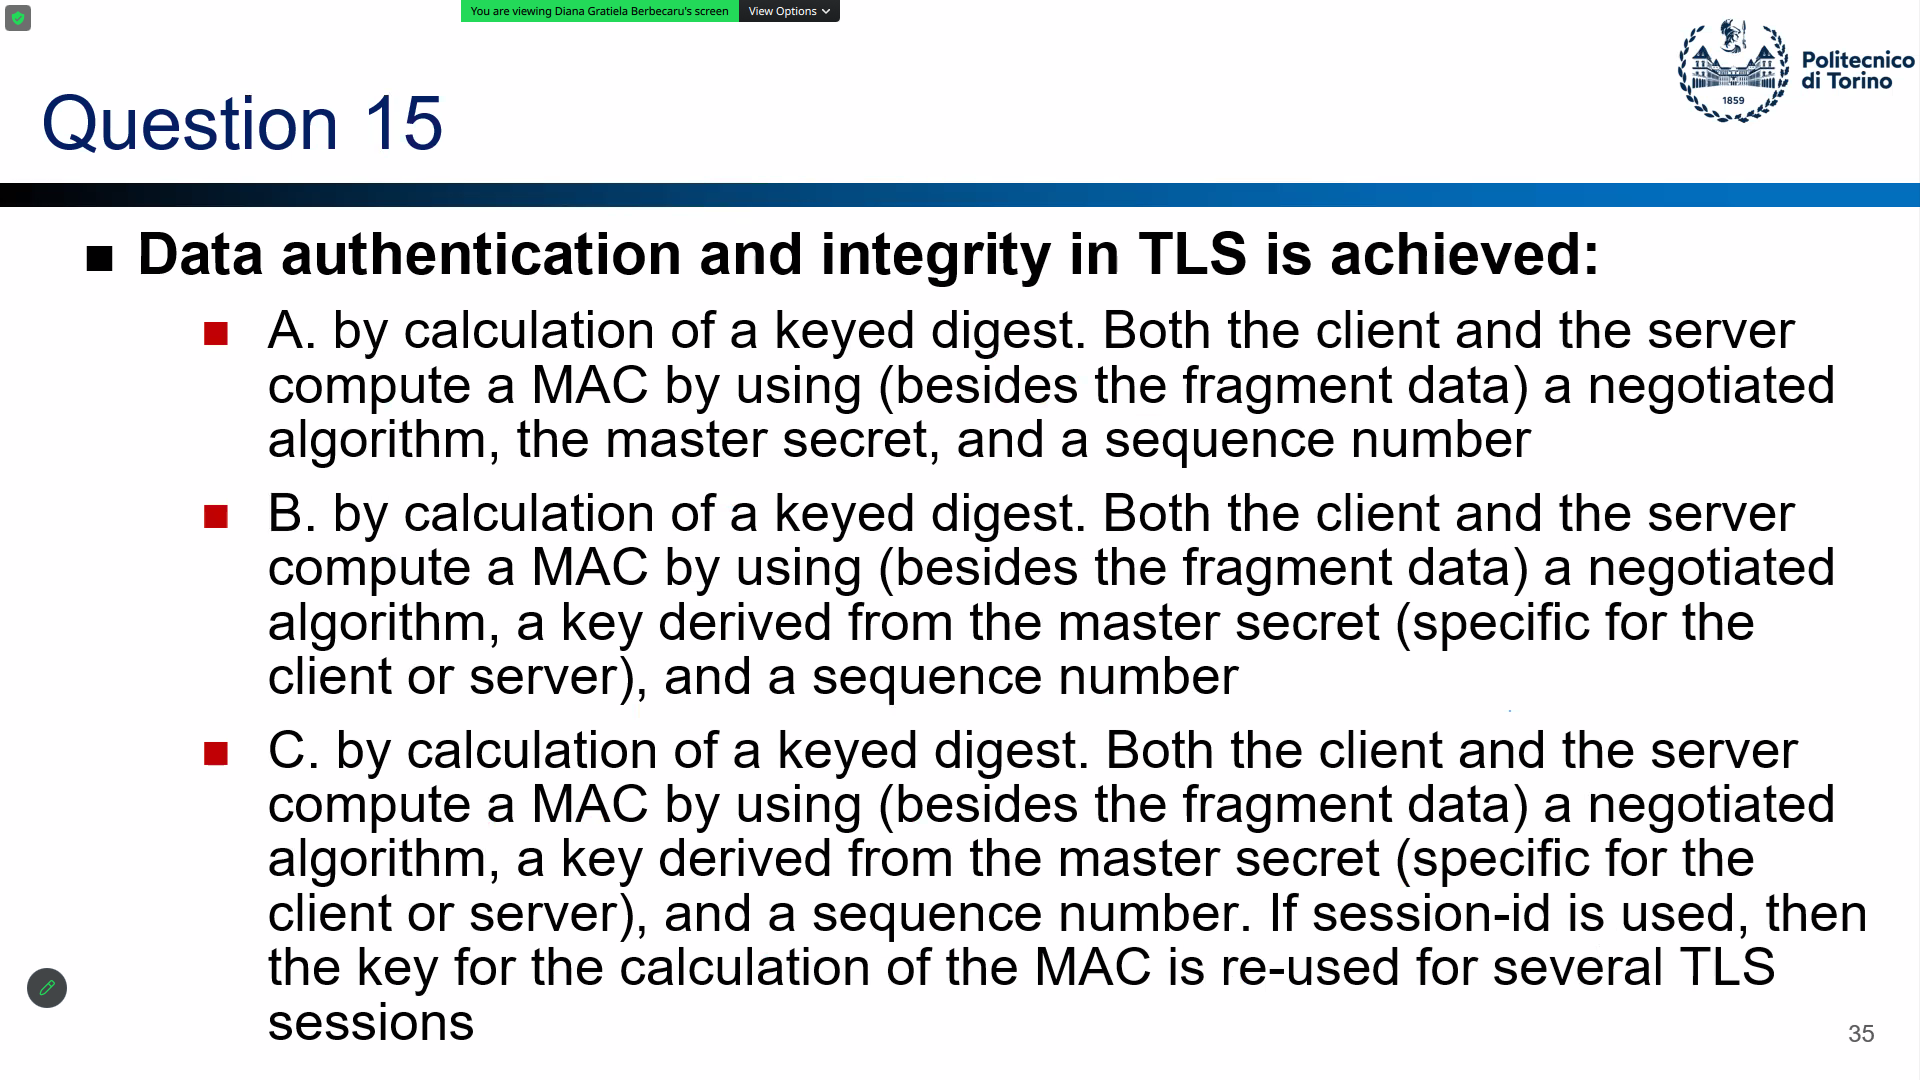 You are viewing Diana Gratiela Berbecaru's screen
View Options
Politecnico
di Torino
1859
Question 15
Data authentication and integrity in TLS is achieved:
A. by calculation of a keyed digest. Both the client and the server
compute a MAC by using (besides the fragment data) a negotiated
algorithm, the master secret, and a sequence number
B. by calculation of a keyed digest. Both the client and the server
compute a MAC by using (besides the fragment data) a negotiated
algorithm, a key derived from the master secret (specific for the
client or server), and a sequence number
C. by calculation of a keyed digest. Both the client and the server
compute a MAC by using (besides the fragment data) a negotiated
algorithm, a key derived from the master secret (specific for the
client or server), and a sequence number. If session-id is used, then
the key for the calculation of the MAC is re-used for several TLS
sessions
35